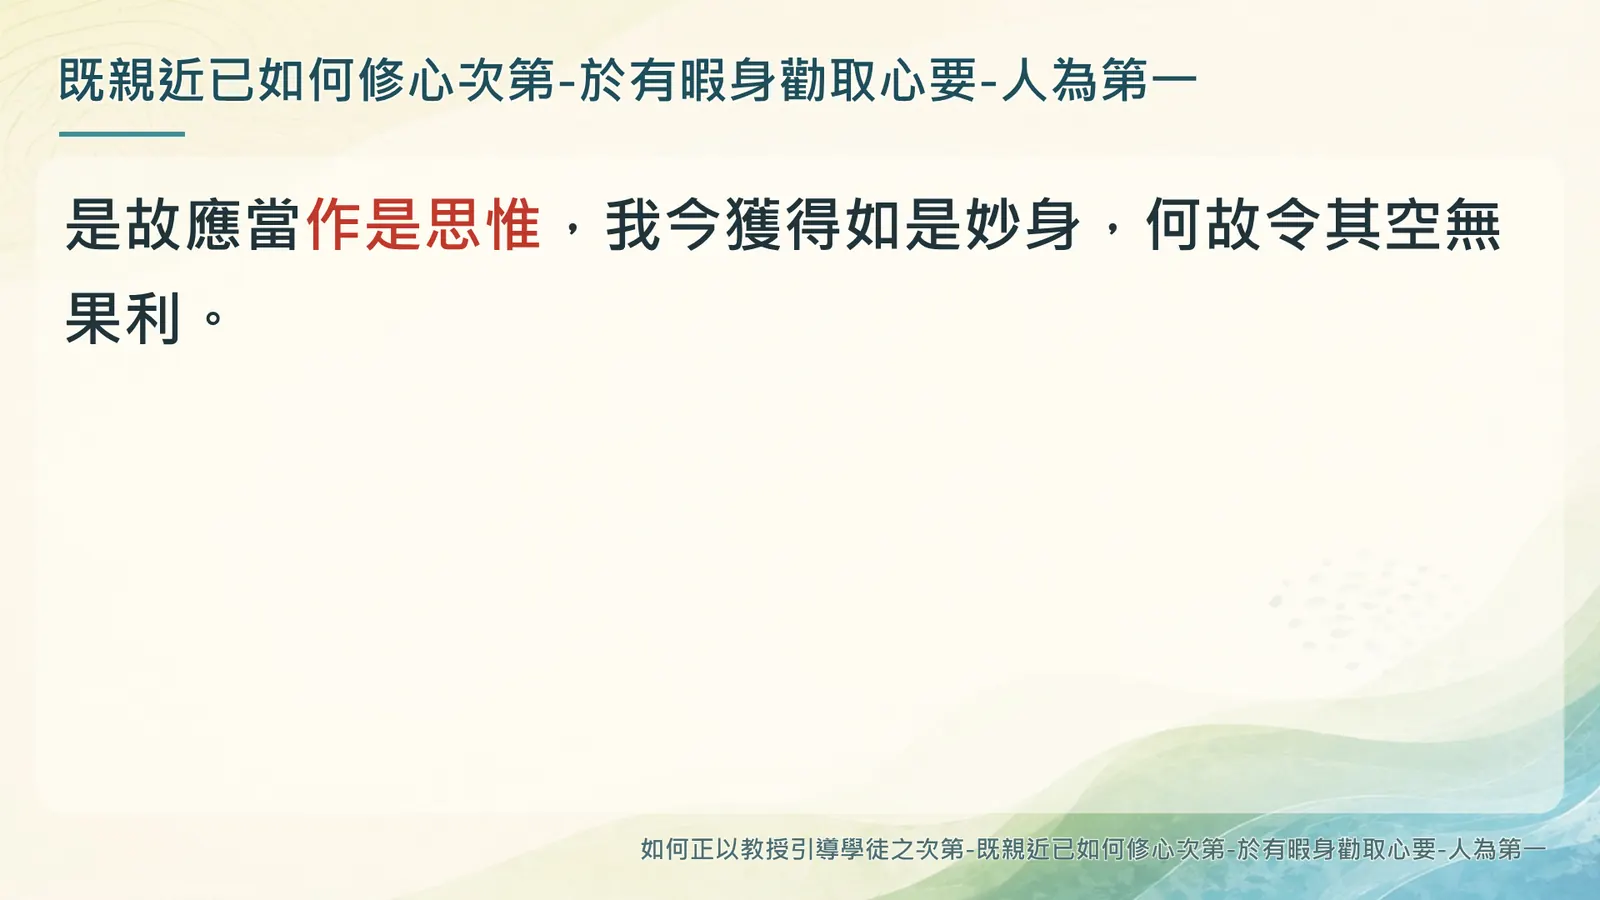 既親近已如何修心次第-於有暇身勸取心要-人為第一
是故應當作是思惟，我今獲得如是妙身，何故令其空無
果利。
如何正以教授引導學徒之次第-既親近已如何修心次第-於有暇身勸取心要-人為第一